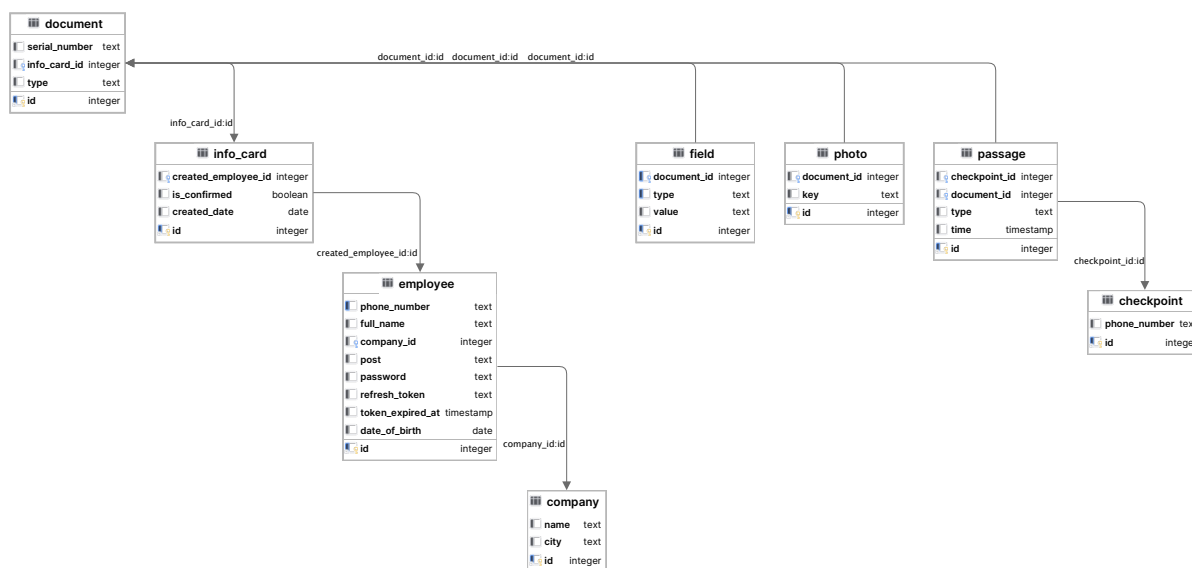 document
serial_number text
info_card_id integer
type text
id integer
document_id:id document_id:id document_id:id
info_card_id:id
info_card
created_employee_id integer
is_confirmed boolean
created_date date
id integer
field
document_id integer
type text
value text
id integer
photo
document_id integer
key text
id integer
passage
checkpoint_id integer
document_id integer
type text
time timestamp
id integer
created_employee_id:id
checkpoint_id:id
employee
phone_number text
full_name text
company_id integer
post text
password text
refresh_token text
token_expired_at timestamp
date_of_birth date
id integer
checkpoint
phone_number
id
company_id:id
company
name text
city text
id integer